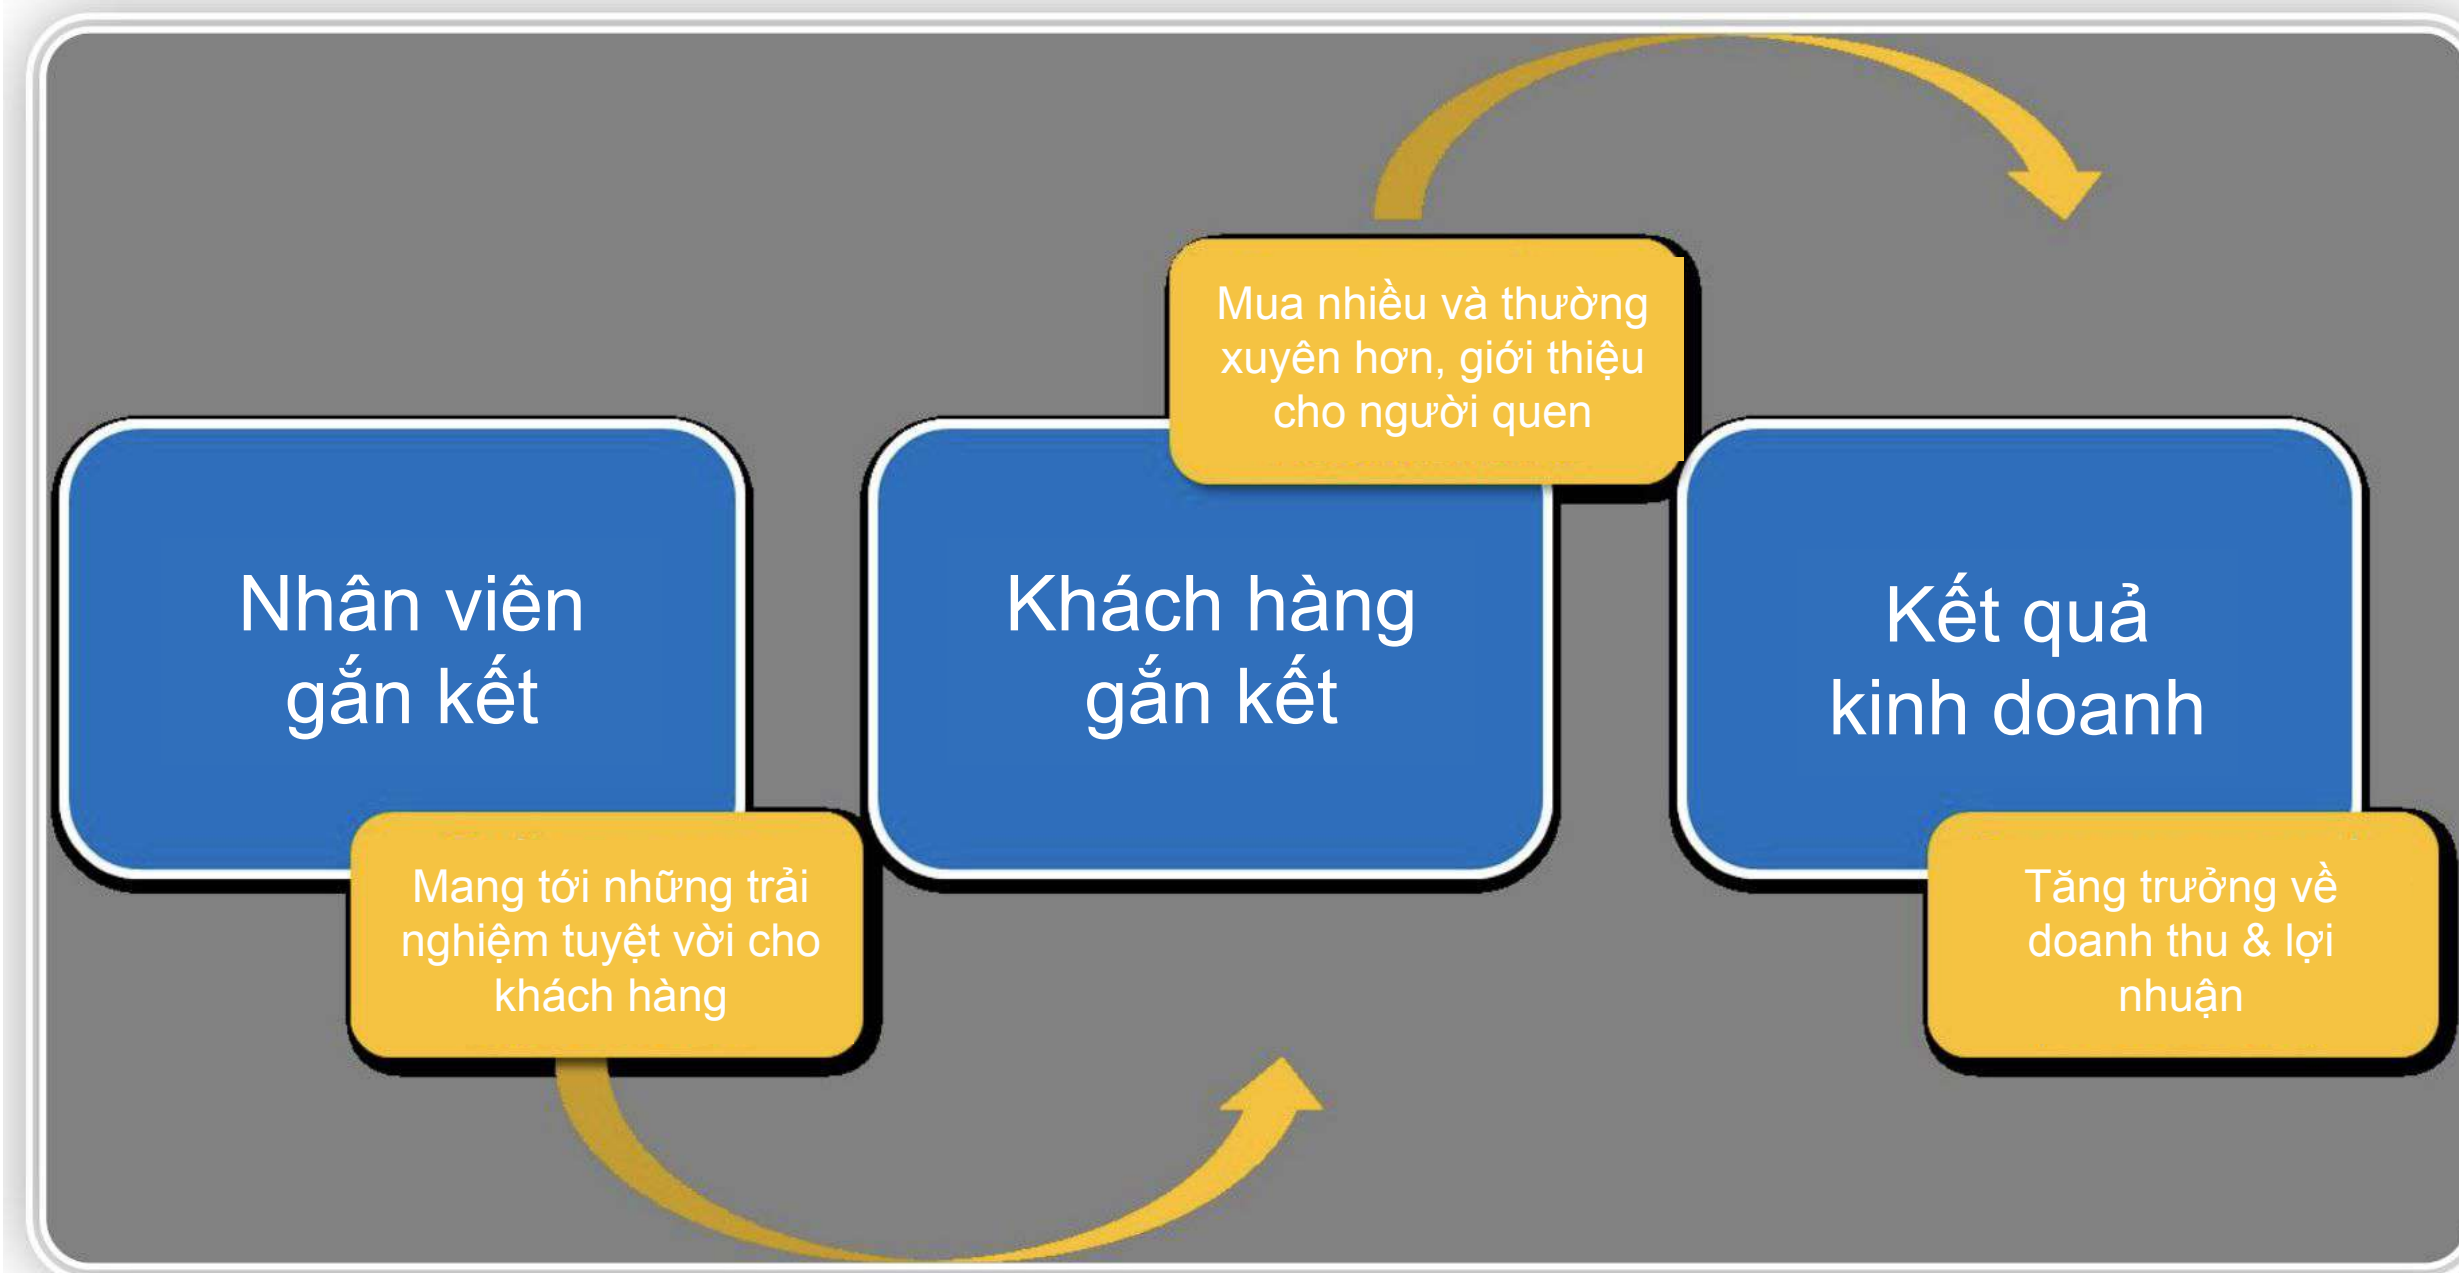 Nhân viên
gắn kết
Mang tới những trải
nghiệm tuyệt vời cho
khách hàng
Mua nhiều và thường
xuyên hơn, giới thiệu
cho người quen
Khách hàng
gắn kết
Kết quả
kinh doanh
Tăng trưởng về
doanh thu & lợi
nhuận